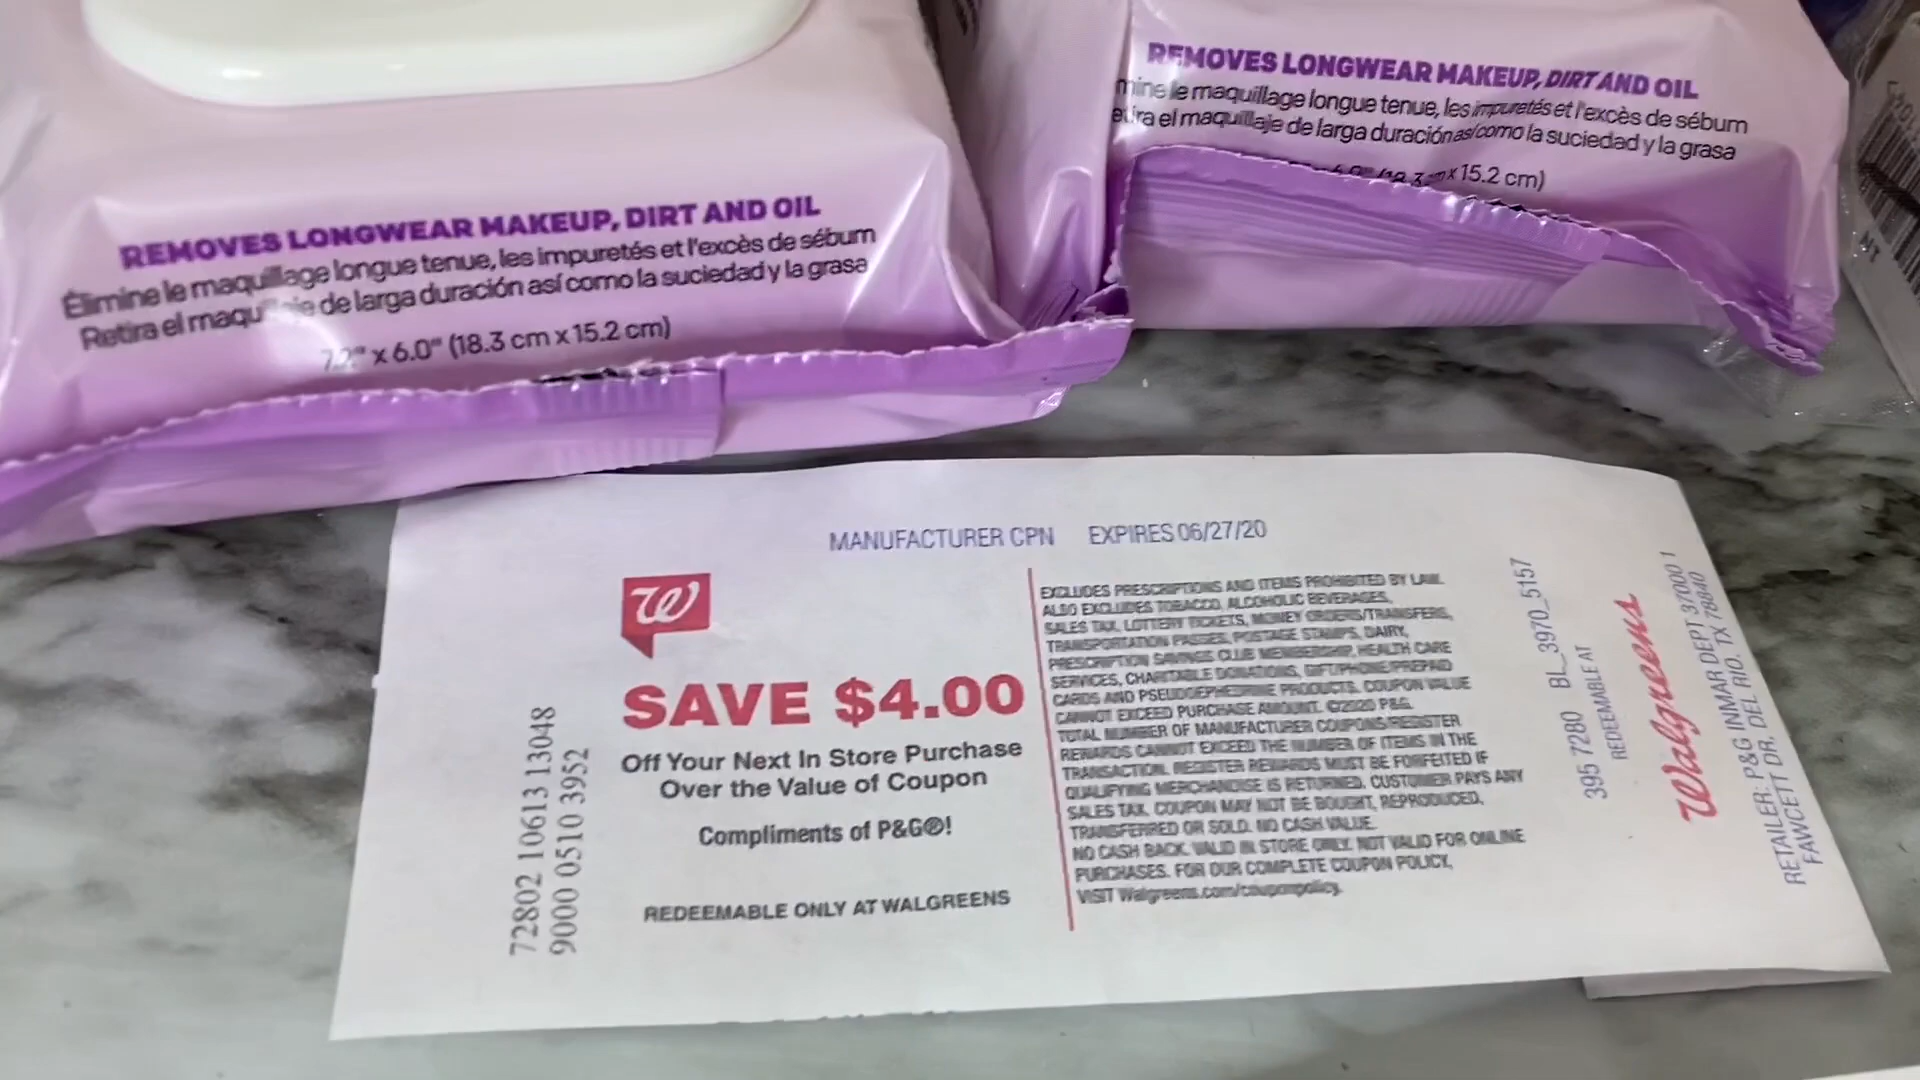 REMOVES LONGWEAR MAKEUP, DIRT AND OIL
Élimine le maquillage longue tenue, les impuretés et l'excès de sébum
Retira el de larga duración así como la suciedad y la grasa
7.2" x 6.0" (18.3 cm x 15.2 cm)
REMOVES LONGWEAR MAKEUP, DIRT AND OIL
mine le maquillage longue tenue, les impuretés et l'excès de sébum
el maquillaje de larga duración así como la suciedad y la grasa
x 15.2 cm)
MT
MANUFACTURER CPN EXPIRES 06/27/20
W
SAVE $4.00
Off Your Next In Store Purchase
Over the Value of Coupon
Compliments of P&G®!
REDEEMABLE ONLY AT WALGREENS
72802 10613 13048
9000 0510 3952
EXCLUDES PRESCRIPTIONS AND ITEMS PROHIBITED BY LAW.
ALSO EXCLUDES TOBACCO, ALCOHOLIC BEVERAGES,
SALES TAX, LOTTERY TICKETS, MONEY ORDERS/TRANSFERS,
TRANSPORTATION PASSES, POSTAGE STAMPS, DAIRY,
PRESCRIPTION SAVINGS CLUB MEMBERSHIP, HEALTH CARE
SERVICES, CHARITABLE DONATIONS, GIFT/PHONE/PREPAID
CARDS AND PSEUDOEPHEDRINE PRODUCTS. COUPON VALUE
CANNOT EXCEED PURCHASE AMOUNT. ©2020 P&G.
TOTAL NUMBER OF MANUFACTURER COUPONS/REGISTER
REWARDS CANNOT EXCEED THE NUMBER OF ITEMS IN THE
TRANSACTION. REGISTER REWARDS MUST BE FORFEITED IF
QUALIFYING MERCHANDISE IS RETURNED. CUSTOMER PAYS ANY
SALES TAX. COUPON MAY NOT BE BOUGHT, REPRODUCED,
TRANSFERRED OR SOLD. NO CASH VALUE.
NO CASH BACK. VALID IN STORE ONLY. NOT VALID FOR ONLINE
PURCHASES. FOR OUR COMPLETE COUPON POLICY,
VISIT Walgreens.com/couponpolicy.
395 7280 BL_3970_5157
REDEEMABLE AT
Walgreens
RETAILER: P&G INMAR DEPT 37000 1
FAWCETT DR. DEL RIO. TX 78840